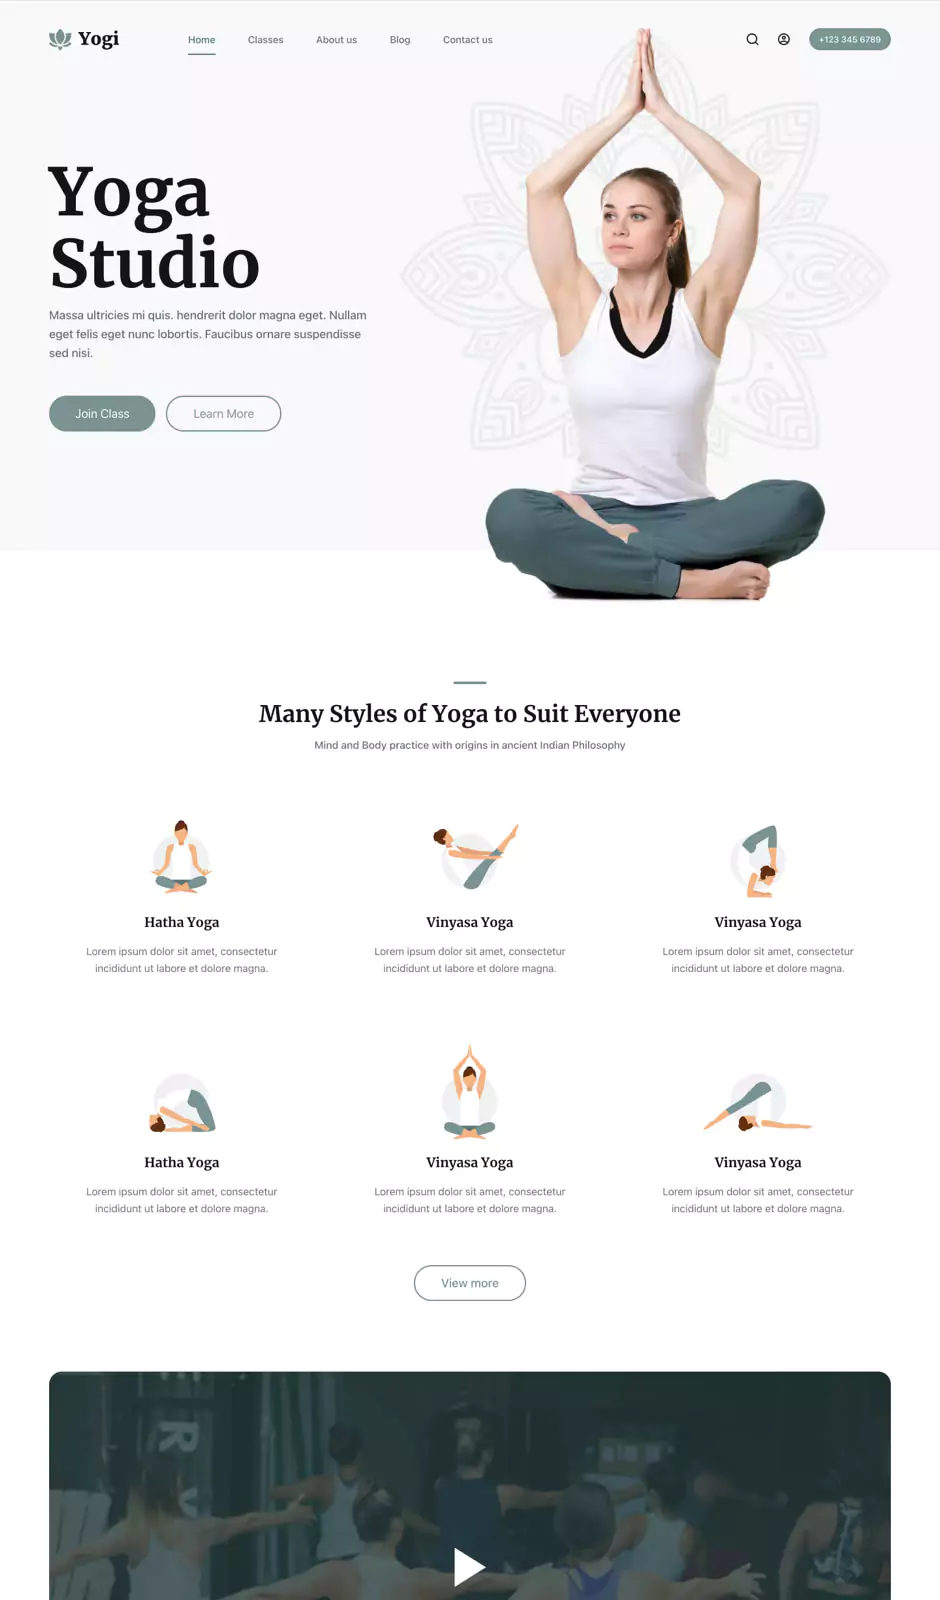 Yogi
Home
Classes
About us
Blog
Contact us
+123 345 6789
Yoga
Studio
Massa ultricies mi quis. hendrerit dolor magna eget. Nullam
eget felis eget nunc lobortis. Faucibus ornare suspendisse
sed nisi.
Join Class
Learn More
Many Styles of Yoga to Suit Everyone
Mind and Body practice with origins in ancient Indian Philosophy
Hatha Yoga
Vinyasa Yoga
Vinyasa Yoga
Lorem ipsum dolor sit amet, consectetur
incididunt ut labore et dolore magna.
Lorem ipsum dolor sit amet, consectetur
incididunt ut labore et dolore magna.
Lorem ipsum dolor sit amet, consectetur
incididunt ut labore et dolore magna.
Hatha Yoga
Vinyasa Yoga
Vinyasa Yoga
Lorem ipsum dolor sit amet, consectetur
incididunt ut labore et dolore magna.
Lorem ipsum dolor sit amet, consectetur
incididunt ut labore et dolore magna.
Lorem ipsum dolor sit amet, consectetur
incididunt ut labore et dolore magna.
View more